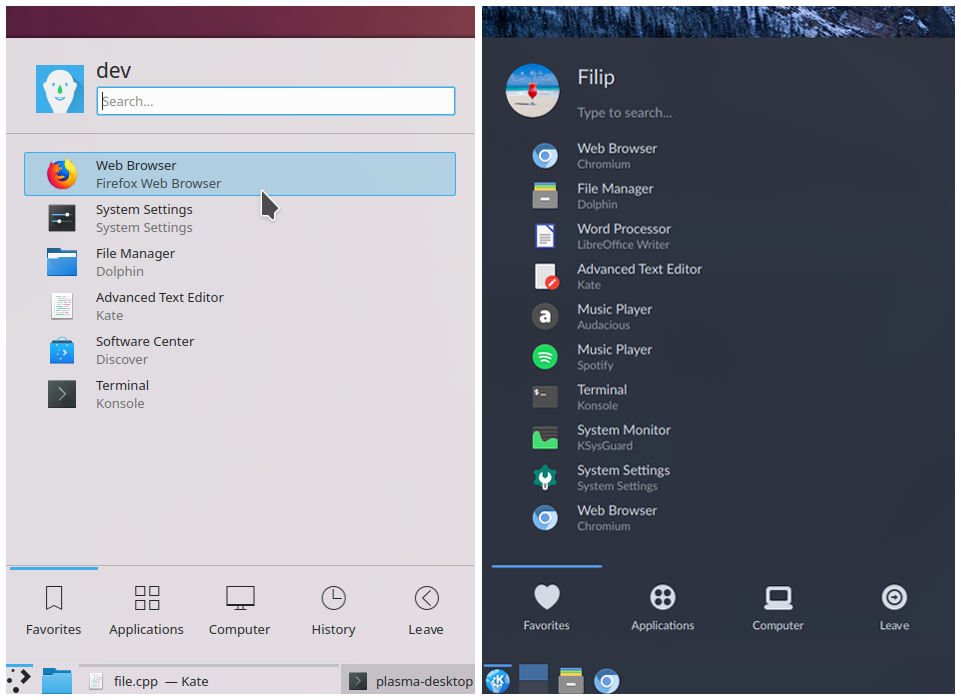 dev
Search...
Web Browser
Firefox Web Browser
System Settings
System Settings
File Manager
Dolphin
Advanced Text Editor
Kate
Software Center
Discover
Terminal
Konsole
Favorites
Applications
Computer
History
Leave
file.cpp — Kate
plasma-desktop
Filip
Type to search...
Web Browser
Chromium
File Manager
Dolphin
Word Processor
LibreOffice Writer
Advanced Text Editor
Kate
Music Player
Audacious
Music Player
Spotify
Terminal
Konsole
System Monitor
KSysGuard
System Settings
System Settings
Web Browser
Chromium
Favorites
Applications
Computer
Leave